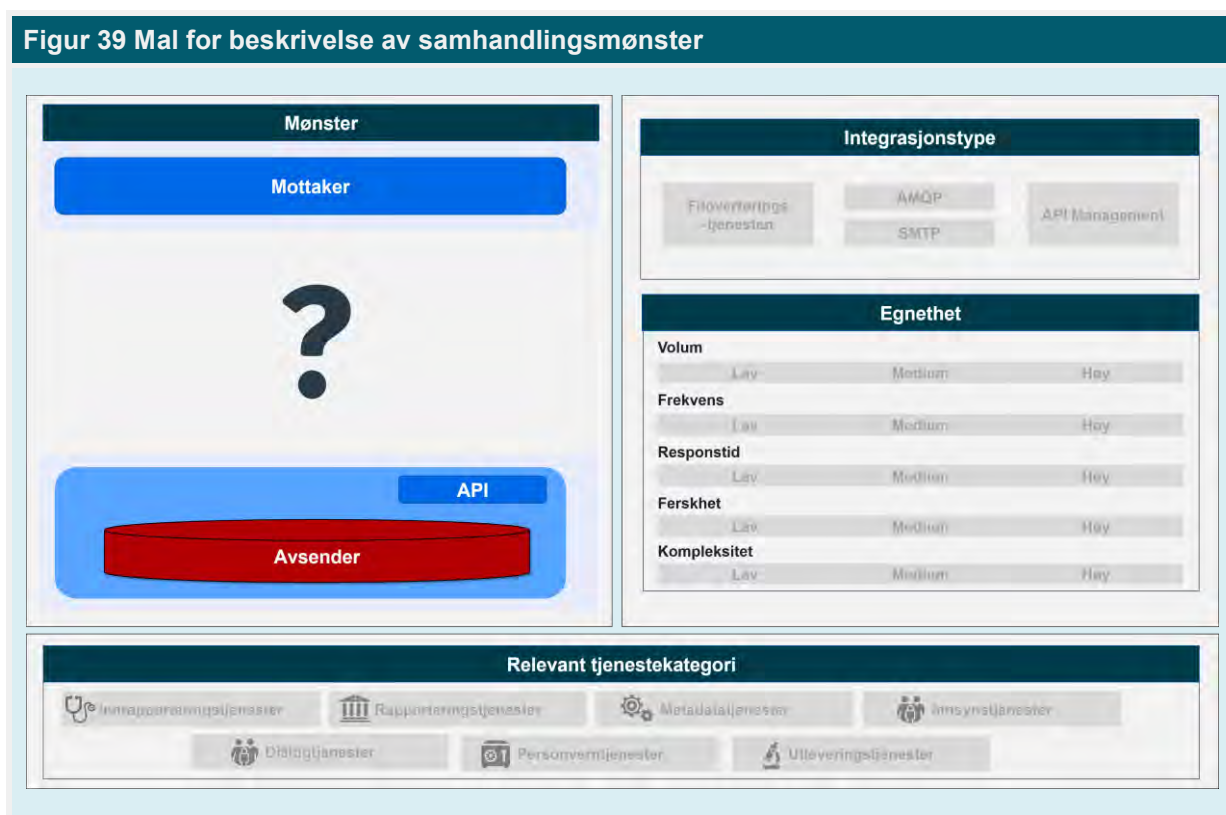 Figur 39 Mal for beskrivelse av samhandlingsmønster
Mønster
Mottaker
?
API
Avsender
Integrasjonstype
Filoverførings
-tjenesten
AMQP
SMTP
API Management
Egnethet
Volum
Lav Medium Høy
Frekvens
Lav Medium Høy
Responstid
Lav Medium Høy
Ferskhet
Lav Medium Høy
Kompleksitet
Lav Medium Høy
Relevant tjenestekategori
Innrapporteringstjenester Rapporteringstjenester Metadatatjenester Innsynstjenester
Dialogtjenester Personverntjenester Utleveringstjenester